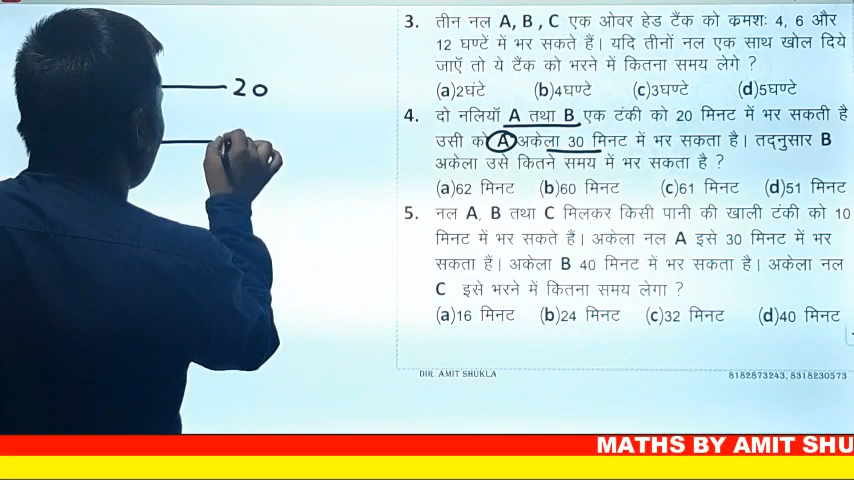 3. तीन नल A, B , C एक ओवर हेड टैंक को क्रमशः 4, 6 और
12 घण्टें में भर सकते हैं। यदि तीनों नल एक साथ खोल दिये
जाएँ तो ये टैंक को भरने में कितना समय लेगे ?
(a)2घंटे (b)4घण्टे (c)3घण्टे (d)5घण्टे
20
4. दो नलियाँ A तथा B एक टंकी को 20 मिनट में भर सकती है
उसी को A अकेला 30 मिनट में भर सकता है। तद्नुसार B
अकेला उसे कितने समय में भर सकता है ?
(a)62 मिनट (b)60 मिनट (c)61 मिनट (d)51 मिनट
5. नल A, B तथा C मिलकर किसी पानी की खाली टंकी को 10
मिनट में भर सकते हैं। अकेला नल A इसे 30 मिनट में भर
सकता हैं। अकेला B 40 मिनट में भर सकता है। अकेला नल
C इसे भरने में कितना समय लेगा ?
(a)16 मिनट (b)24 मिनट (c)32 मिनट (d)40 मिनट
DIR. AMIT SHUKLA 8182873243, 8318230573
MATHS BY AMIT SHU